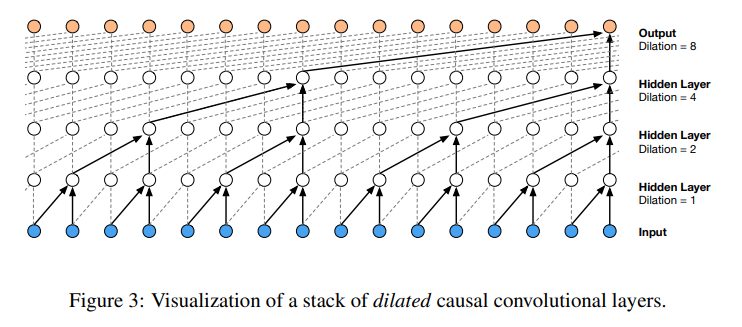 Output
Dilation = 8
Hidden Layer
Dilation = 4
Hidden Layer
Dilation = 2
Hidden Layer
Dilation = 1
Input
Figure 3: Visualization of a stack of dilated causal convolutional layers.